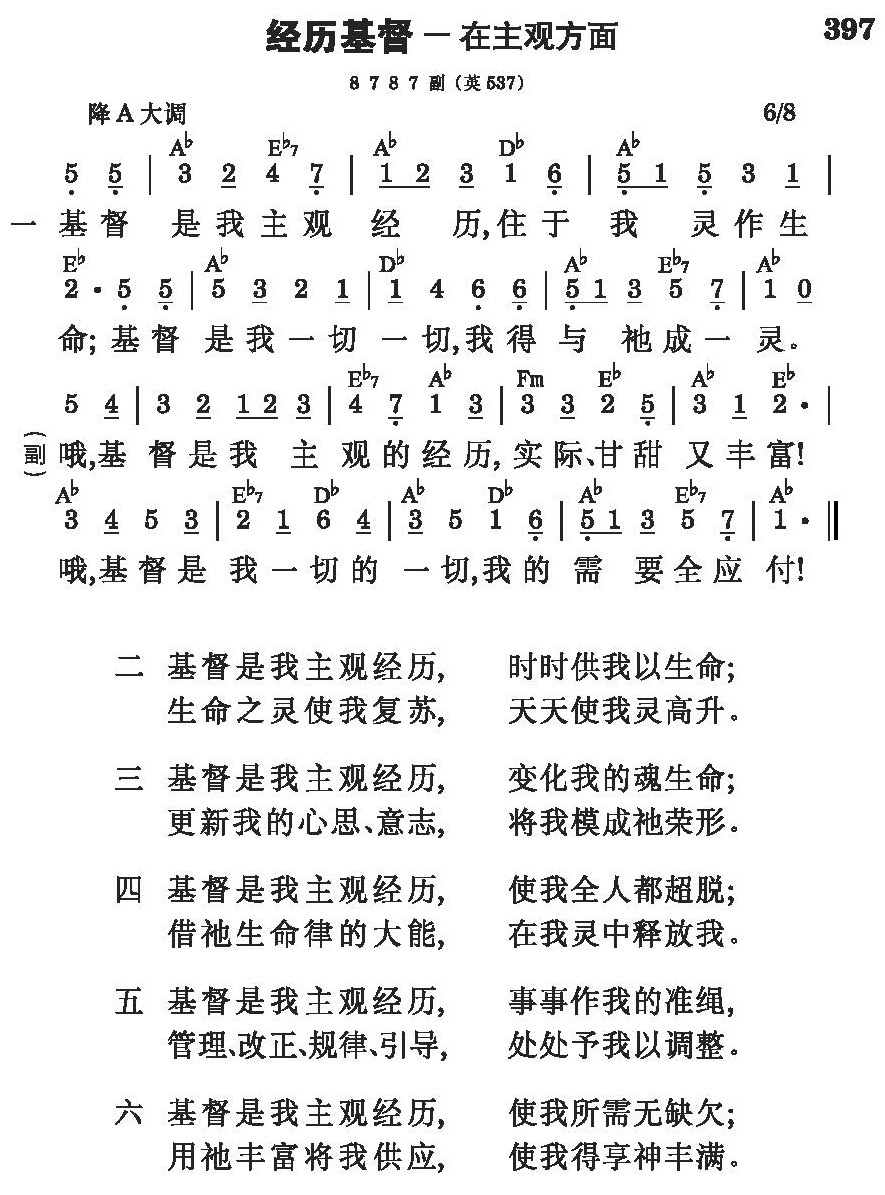 经历基督－在主观方面 397
8 7 8 7 副（英537）
降A大调 6/8
A♭ E♭7 A♭ D♭ A♭
5 5 | 3 2 4 7 | 1 2 3 1 6 | 5 1 5 3 1 |
一 基督 是我主观 经 历,住于 我 灵作生
E♭ A♭ D♭ A♭ E♭7 A♭
2 · 5 5 | 5 3 2 1 | 1 4 6 6 | 5 1 3 5 7 | 1 0
命;基督 是我一切 一切,我得 与 祂成一 灵。
E♭7 A♭ Fm E♭ A♭ E♭
5 4 | 3 2 1 2 3 | 4 7 1 3 | 3 3 2 5 | 3 1 2 · |
(副) 哦,基 督是我 主 观的经历,实际、甘甜 又丰富!
A♭ E♭7 D♭ A♭ D♭ A♭ E♭7 A♭
3 4 5 3 | 2 1 6 4 | 3 5 1 6 | 5 1 3 5 7 | 1 · ‖
哦,基督是 我一切的 一切,我的 需 要全应 付!
二 基督是我主观经历, 时时供我以生命;
生命之灵使我复苏, 天天使我灵高升。
三 基督是我主观经历, 变化我的魂生命;
更新我的心思、意志, 将我模成祂荣形。
四 基督是我主观经历, 使我全人都超脱;
借祂生命律的大能, 在我灵中释放我。
五 基督是我主观经历, 事事作我的准绳,
管理、改正、规律、引导, 处处予我以调整。
六 基督是我主观经历, 使我所需无缺欠;
用祂丰富将我供应, 使我得享神丰满。